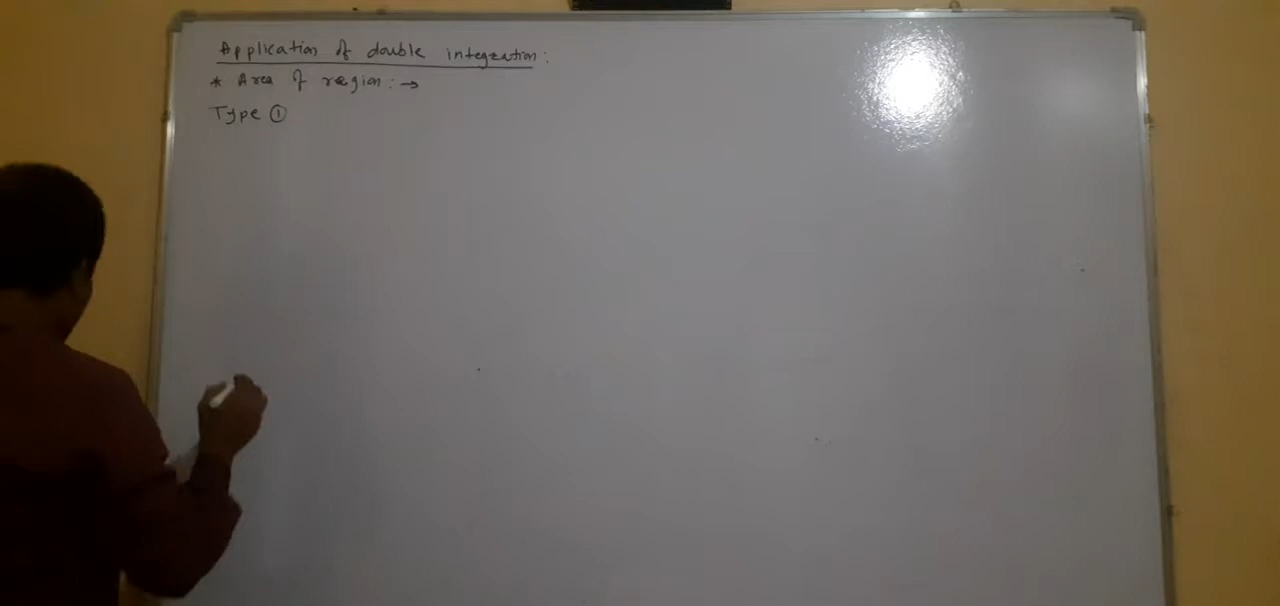 Application of double integration:
* Area of region: →
Type ①